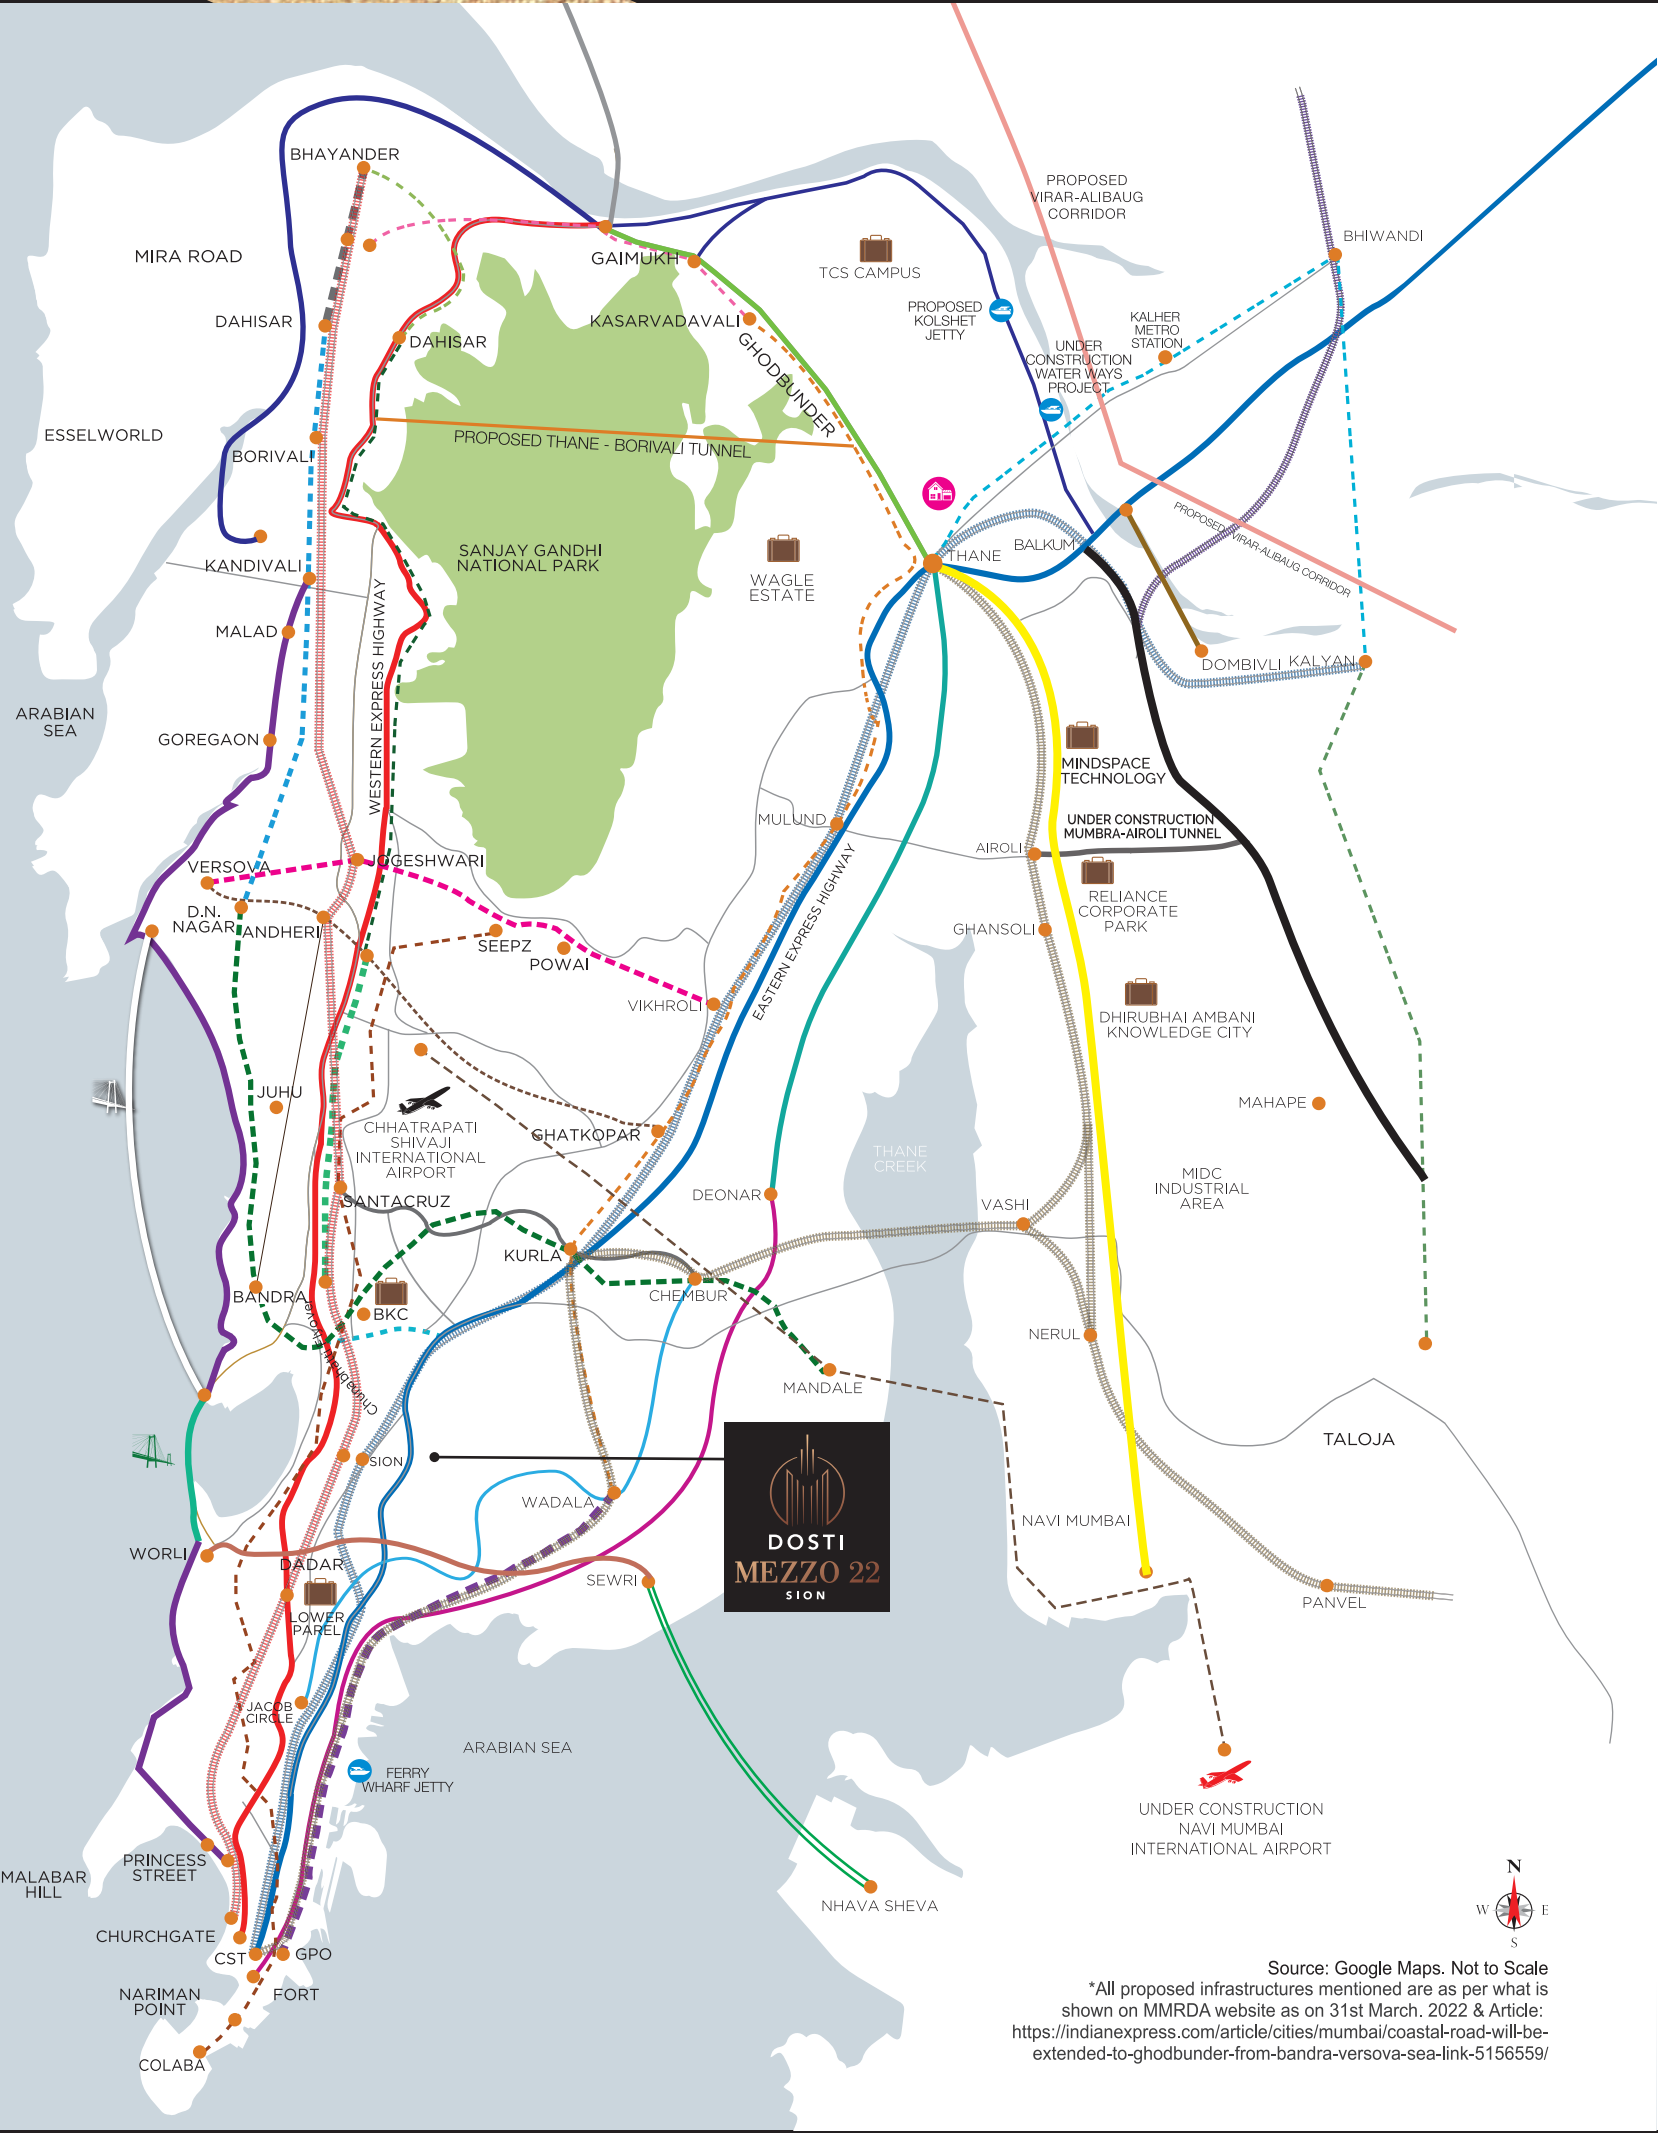 BHAYANDER
PROPOSED
VIRAR-ALIBAUG
CORRIDOR
BHIWANDI
MIRA ROAD
GAIMUKH
TCS CAMPUS
DAHISAR
DAHISAR
KASARVADAVALI
GHODBUNDER
PROPOSED
KOLSHET
JETTY
KALHER
METRO
STATION
UNDER
CONSTRUCTION
WATER WAYS
PROJECT
ESSELWORLD
BORIVALI
PROPOSED THANE - BORIVALI TUNNEL
PROPOSED VIRAR-ALIBAUG CORRIDOR
KANDIVALI
SANJAY GANDHI
NATIONAL PARK
WAGLE
ESTATE
THANE
BALKUM
MALAD
WESTERN EXPRESS HIGHWAY
DOMBIVLI
KALYAN
ARABIAN
SEA
GOREGAON
MINDSPACE
TECHNOLOGY
MULUND
UNDER CONSTRUCTION
MUMBRA-AIROLI TUNNEL
AIROLI
VERSOVA
JOGESHWARI
EASTERN EXPRESS HIGHWAY
RELIANCE
CORPORATE
PARK
D.N.
NAGAR
ANDHERI
SEEPZ
POWAI
GHANSOLI
VIKHROLI
DHIRUBHAI AMBANI
KNOWLEDGE CITY
JUHU
MAHAPE
CHHATRAPATI
SHIVAJI
INTERNATIONAL
AIRPORT
GHATKOPAR
THANE
CREEK
MIDC
INDUSTRIAL
AREA
SANTACRUZ
DEONAR
VASHI
KURLA
BANDRA
BKC
CHEMBUR
Chunabhatti Flyover
NERUL
MANDALE
TALOJA
SION
WADALA
DOSTI
MEZZO 22
SION
NAVI MUMBAI
WORLI
DADAR
SEWRI
LOWER
PAREL
PANVEL
JACOB
CIRCLE
ARABIAN SEA
FERRY
WHARF JETTY
UNDER CONSTRUCTION
NAVI MUMBAI
INTERNATIONAL AIRPORT
PRINCESS
STREET
MALABAR
HILL
NHAVA SHEVA
N
W
E
S
CHURCHGATE
CST
GPO
NARIMAN
POINT
FORT
COLABA
Source: Google Maps. Not to Scale
*All proposed infrastructures mentioned are as per what is
shown on MMRDA website as on 31st March. 2022 & Article:
https://indianexpress.com/article/cities/mumbai/coastal-road-will-be-
extended-to-ghodbunder-from-bandra-versova-sea-link-5156559/